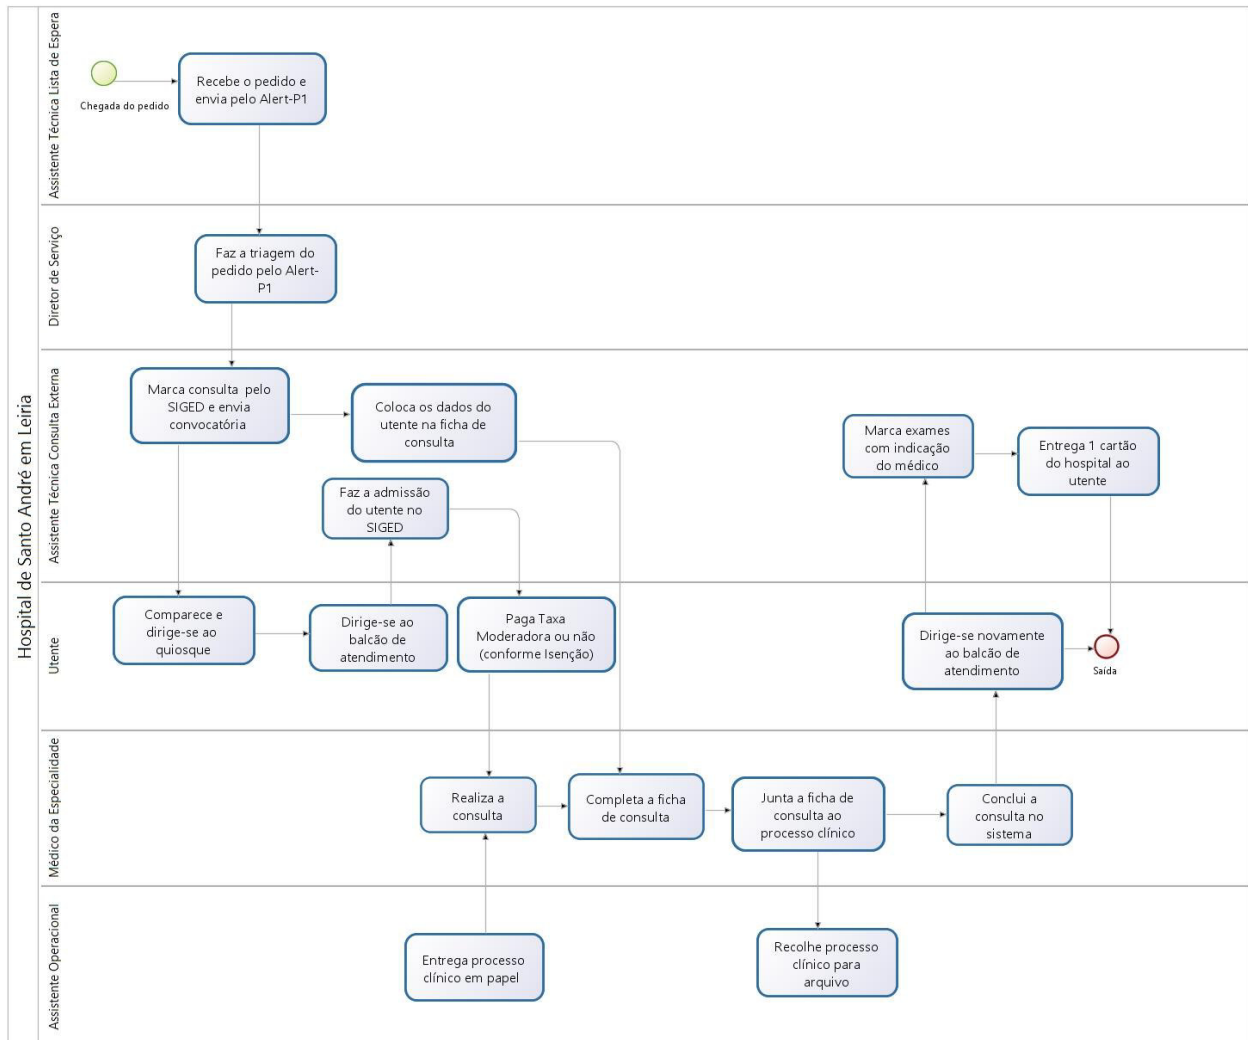 Hospital de Santo André em Leiria
Assistente Técnica Lista de Espera
Chegada do pedido
Recebe o pedido e
envia pelo Alert-P1
Diretor de Serviço
Faz a triagem do
pedido pelo Alert-
P1
Assistente Técnica Consulta Externa
Marca consulta pelo
SIGED e envia
convocatória
Coloca os dados do
utente na ficha de
consulta
Faz a admissão
do utente no
SIGED
Marca exames
com indicação
do médico
Entrega 1 cartão
do hospital ao
utente
Utente
Comparece e
dirige-se ao
quiosque
Dirige-se ao
balcão de
atendimento
Paga Taxa
Moderadora ou não
(conforme Isenção)
Dirige-se novamente
ao balcão de
atendimento
Saída
Médico da Especialidade
Realiza a
consulta
Completa a ficha
de consulta
Junta a ficha de
consulta ao
processo clínico
Conclui a
consulta no
sistema
Assistente Operacional
Entrega processo
clínico em papel
Recolhe processo
clínico para
arquivo